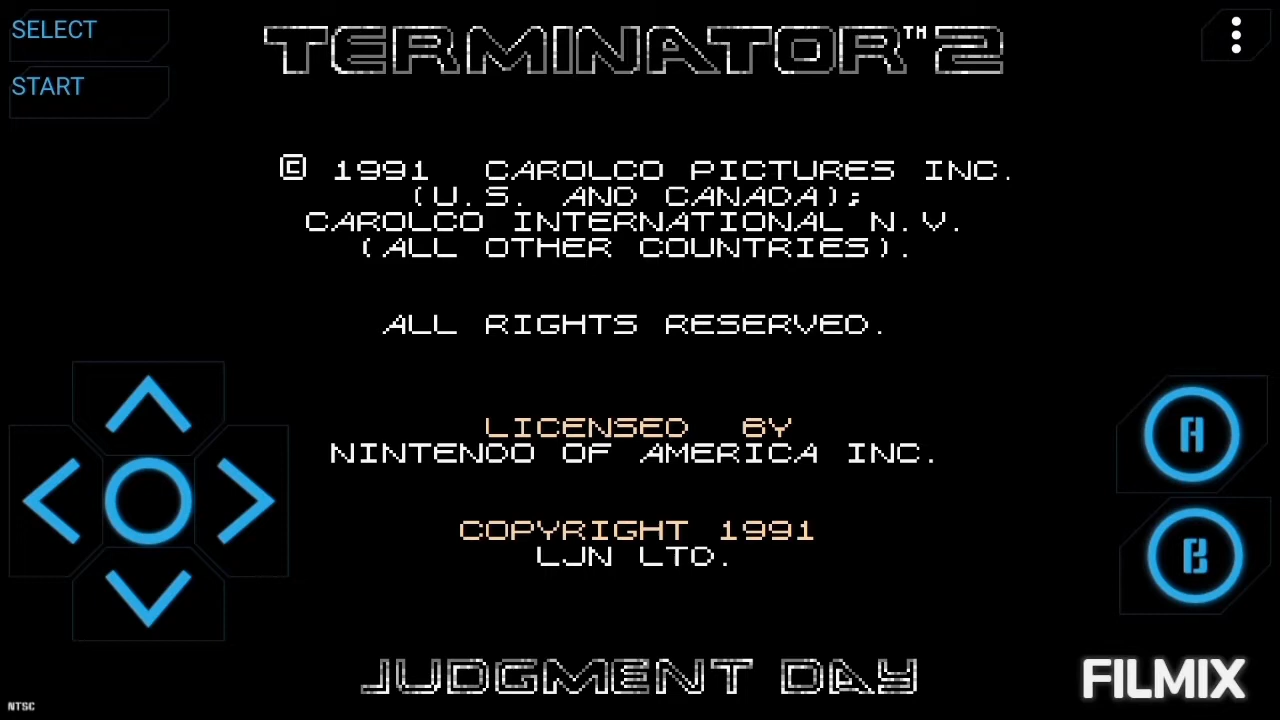 SELECT
START
TERMINATOR™2
© 1991 CAROLCO PICTURES INC.
(U.S. AND CANADA);
CAROLCO INTERNATIONAL N.V.
(ALL OTHER COUNTRIES).
ALL RIGHTS RESERVED.
LICENSED BY
NINTENDO OF AMERICA INC.
COPYRIGHT 1991
LJN LTD.
JUDGMENT DAY
A
B
FILMIX
NTSC